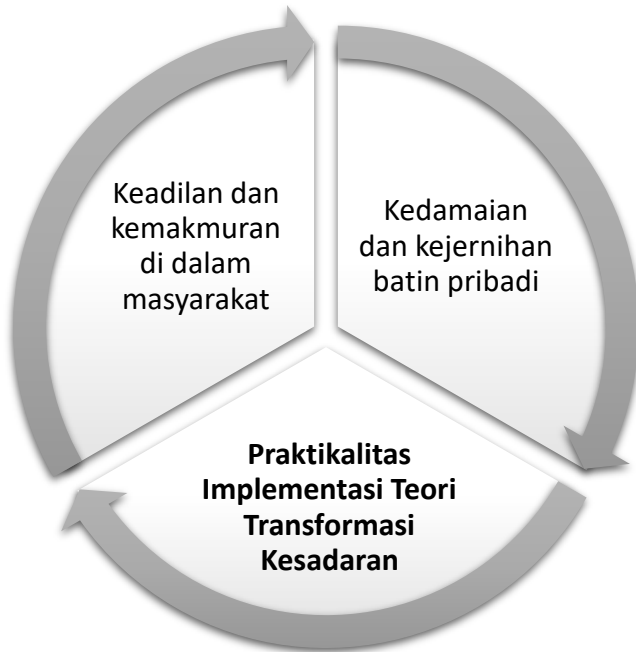 Keadilan dan
kemakmuran
di dalam
masyarakat
Kedamaian
dan kejernihan
batin pribadi
Praktikalitas
Implementasi Teori
Transformasi
Kesadaran